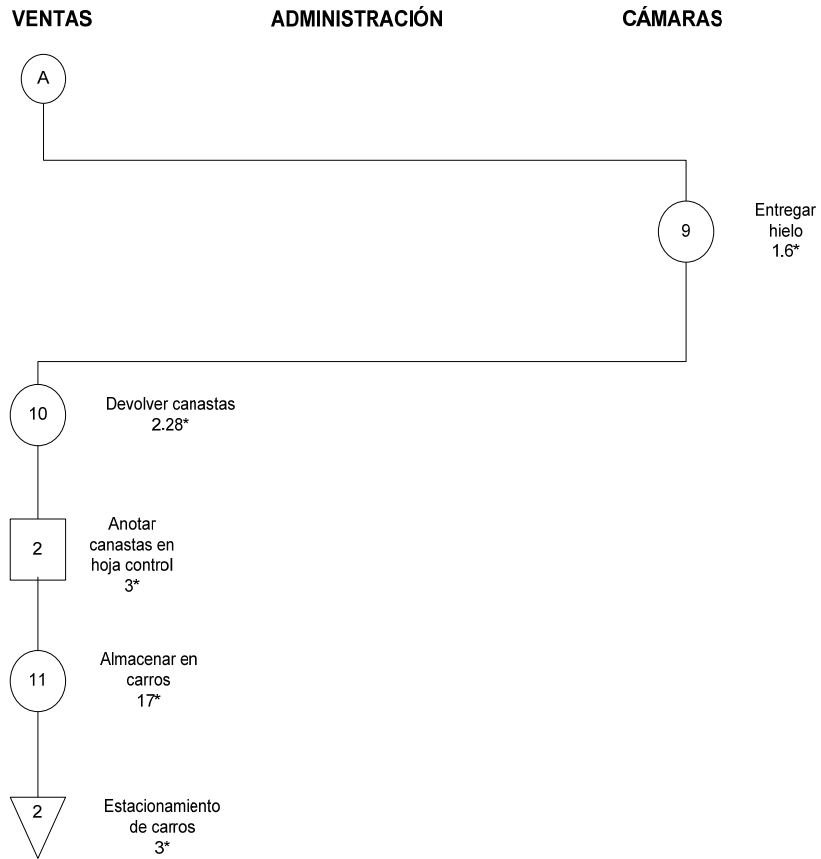 VENTAS
ADMINISTRACIÓN
CÁMARAS
A
9
Entregar
hielo
1.6*
10
Devolver canastas
2.28*
2
Anotar
canastas en
hoja control
3*
11
Almacenar en
carros
17*
2
Estacionamiento
de carros
3*